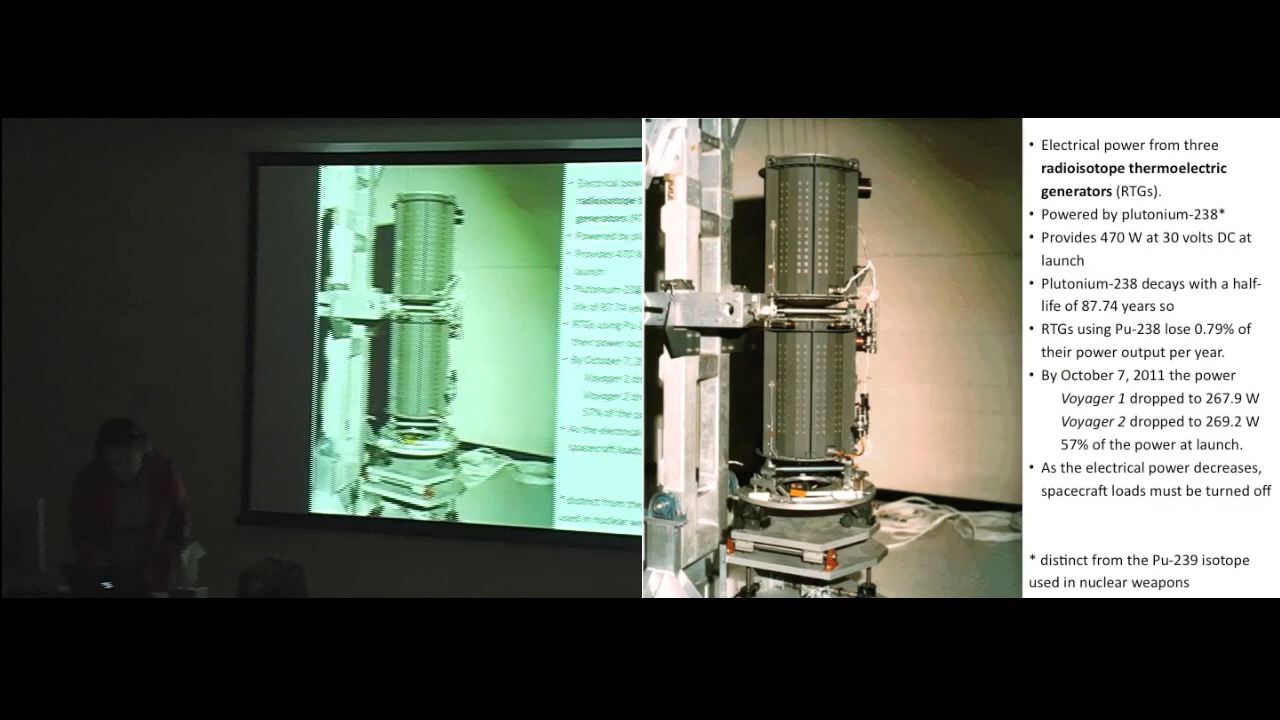 • Electrical power from three
radioisotope thermoelectric
generators (RTGs).
• Powered by plutonium-238*
• Provides 470 W at 30 volts DC at
launch
• Plutonium-238 decays with a half-
life of 87.74 years so
• RTGs using Pu-238 lose 0.79% of
their power output per year.
• By October 7, 2011 the power
Voyager 1 dropped to 267.9 W
Voyager 2 dropped to 269.2 W
57% of the power at launch.
• As the electrical power decreases,
spacecraft loads must be turned off
* distinct from the Pu-239 isotope
used in nuclear weapons